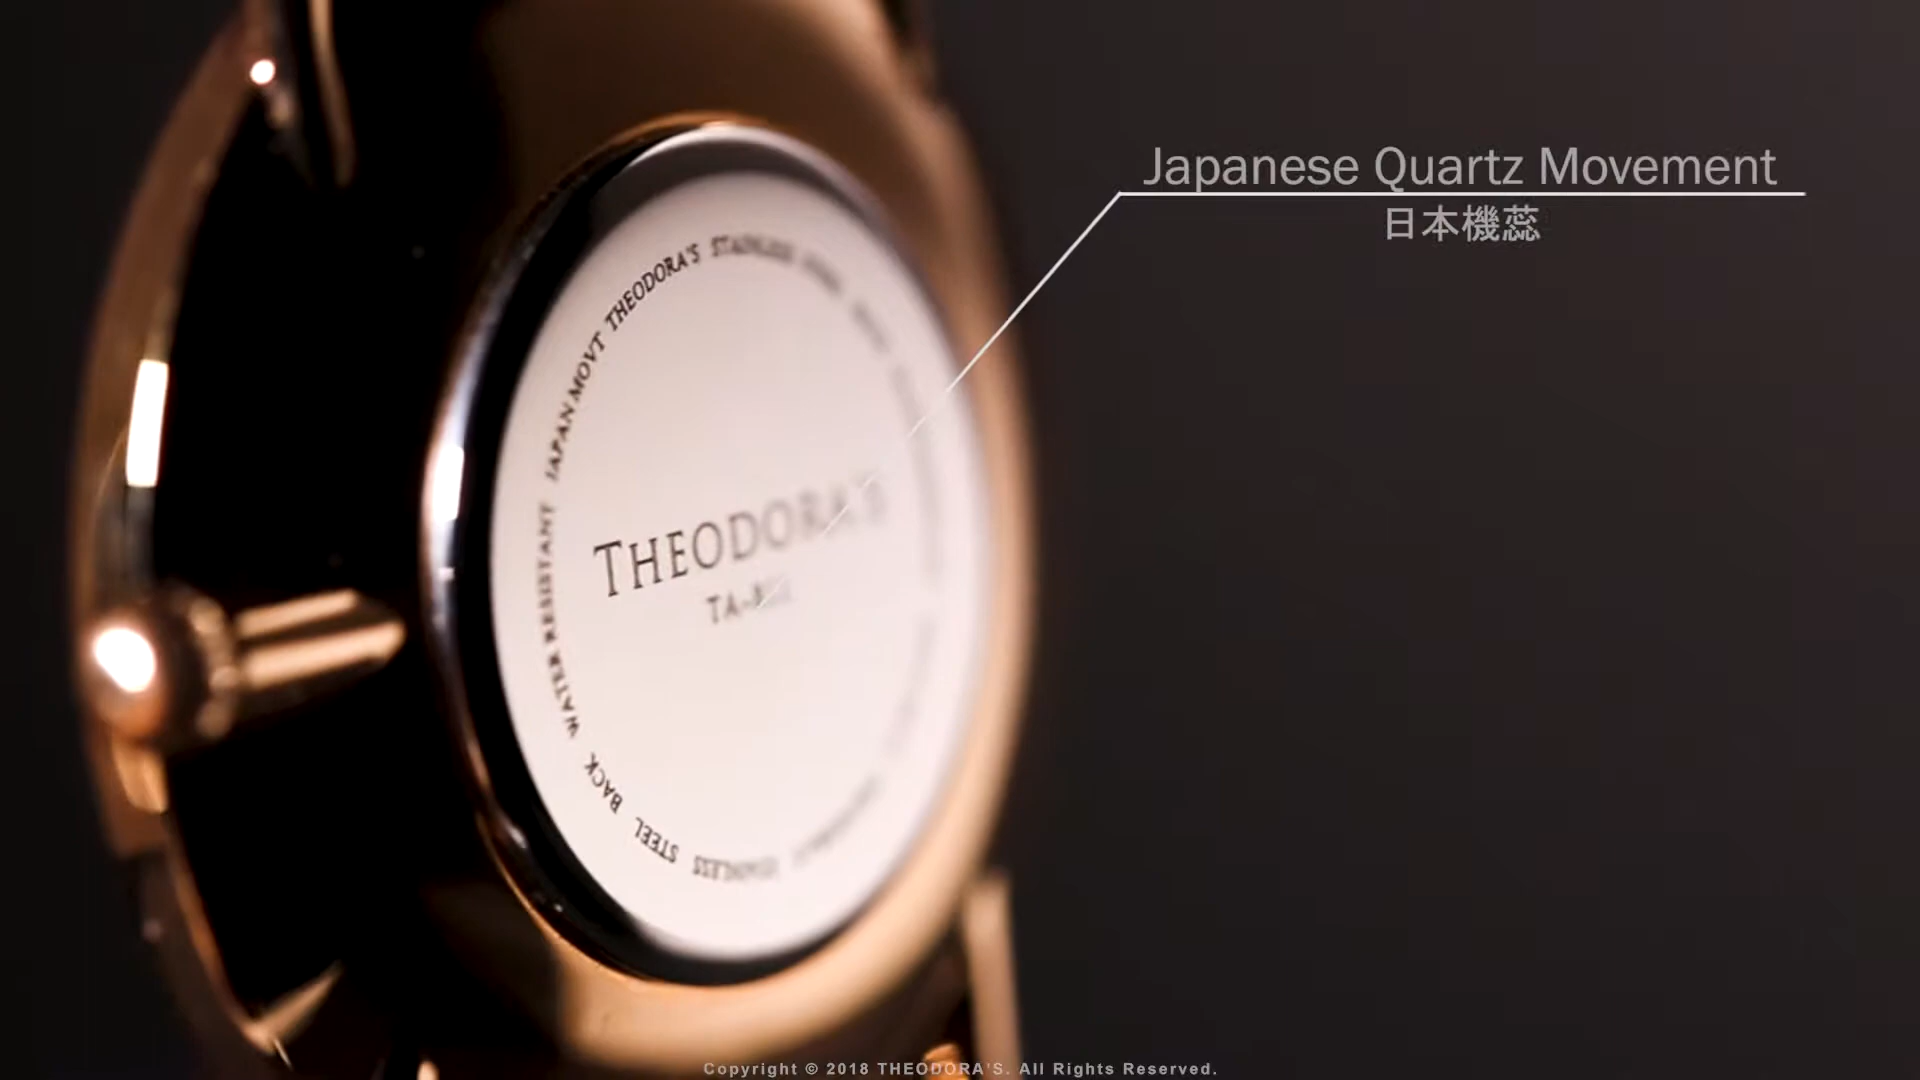 Japanese Quartz Movement
日本機蕊
JAPAN MOVT THEODORA'S STAINLESS
THEODORA'S
WATER RESISTANT
STAINLESS STEEL BACK
Copyright © 2018 THEODORA'S. All Rights Reserved.